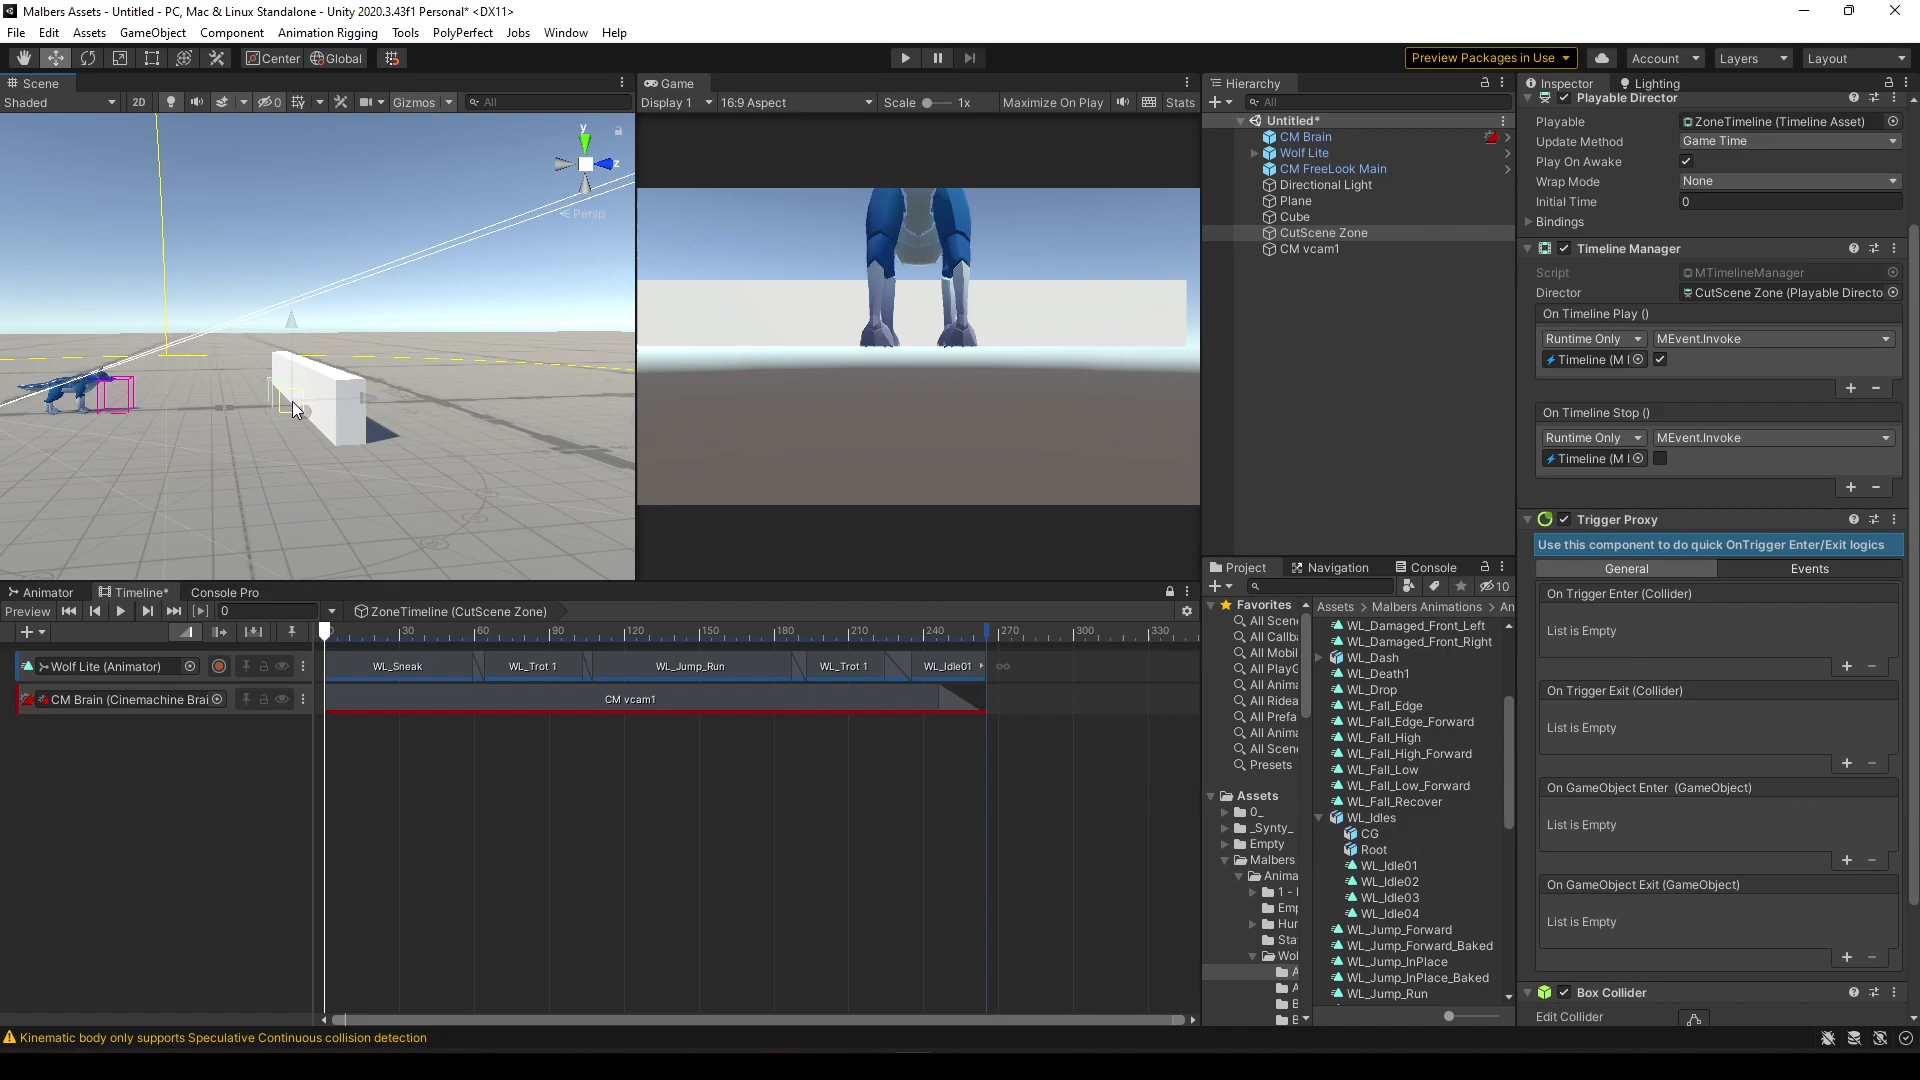 Malbers Assets - Untitled - PC, Mac & Linux Standalone - Unity 2020.3.43f1 Personal* <DX11>
File Edit Assets GameObject Component Animation Rigging Tools PolyPerfect Jobs Window Help
Center Global
Preview Packages in Use
Account
Layers
Layout
Scene
Shaded
2D
0
Gizmos
All
y
z
Persp
Game
Display 1
16:9 Aspect
Scale
1x
Maximize On Play
Stats
Hierarchy
All
Untitled*
CM Brain
Wolf Lite
CM FreeLook Main
Directional Light
Plane
Cube
CutScene Zone
CM vcam1
Inspector
Lighting
Playable Director
Playable
ZoneTimeline (Timeline Asset)
Update Method
Game Time
Play On Awake
Wrap Mode
None
Initial Time
0
Bindings
Timeline Manager
Script
MTimelineManager
Director
CutScene Zone (Playable Directo
On Timeline Play ()
Runtime Only
MEvent.Invoke
Timeline (M
On Timeline Stop ()
Runtime Only
MEvent.Invoke
Timeline (M
Trigger Proxy
Use this component to do quick OnTrigger Enter/Exit logics
General
Events
On Trigger Enter (Collider)
List is Empty
On Trigger Exit (Collider)
List is Empty
On GameObject Enter (GameObject)
List is Empty
On GameObject Exit (GameObject)
List is Empty
Box Collider
Edit Collider
Animator
Timeline*
Console Pro
Preview
0
ZoneTimeline (CutScene Zone)
30 60 90 120 150 180 210 240 270 300 330
Wolf Lite (Animator)
WL_Sneak
WL_Trot 1
WL_Jump_Run
WL_Trot 1
WL_Idle01
CM Brain (Cinemachine Brai
CM vcam1
Project
Navigation
Console
10
Favorites
All Scen
All Callb
All Mobil
All PlayG
All Anima
All Ridea
All Prefa
All Anima
All Scen
Presets
Assets
0_
_Synty_
Empty
Malbers
Anima
1 -
Emp
Hur
Sta
Wol
Assets > Malbers Animations > An
WL_Damaged_Front_Left
WL_Damaged_Front_Right
WL_Dash
WL_Death1
WL_Drop
WL_Fall_Edge
WL_Fall_Edge_Forward
WL_Fall_High
WL_Fall_High_Forward
WL_Fall_Low
WL_Fall_Low_Forward
WL_Fall_Recover
WL_Idles
CG
Root
WL_Idle01
WL_Idle02
WL_Idle03
WL_Idle04
WL_Jump_Forward
WL_Jump_Forward_Baked
WL_Jump_InPlace
WL_Jump_InPlace_Baked
WL_Jump_Run
Kinematic body only supports Speculative Continuous collision detection